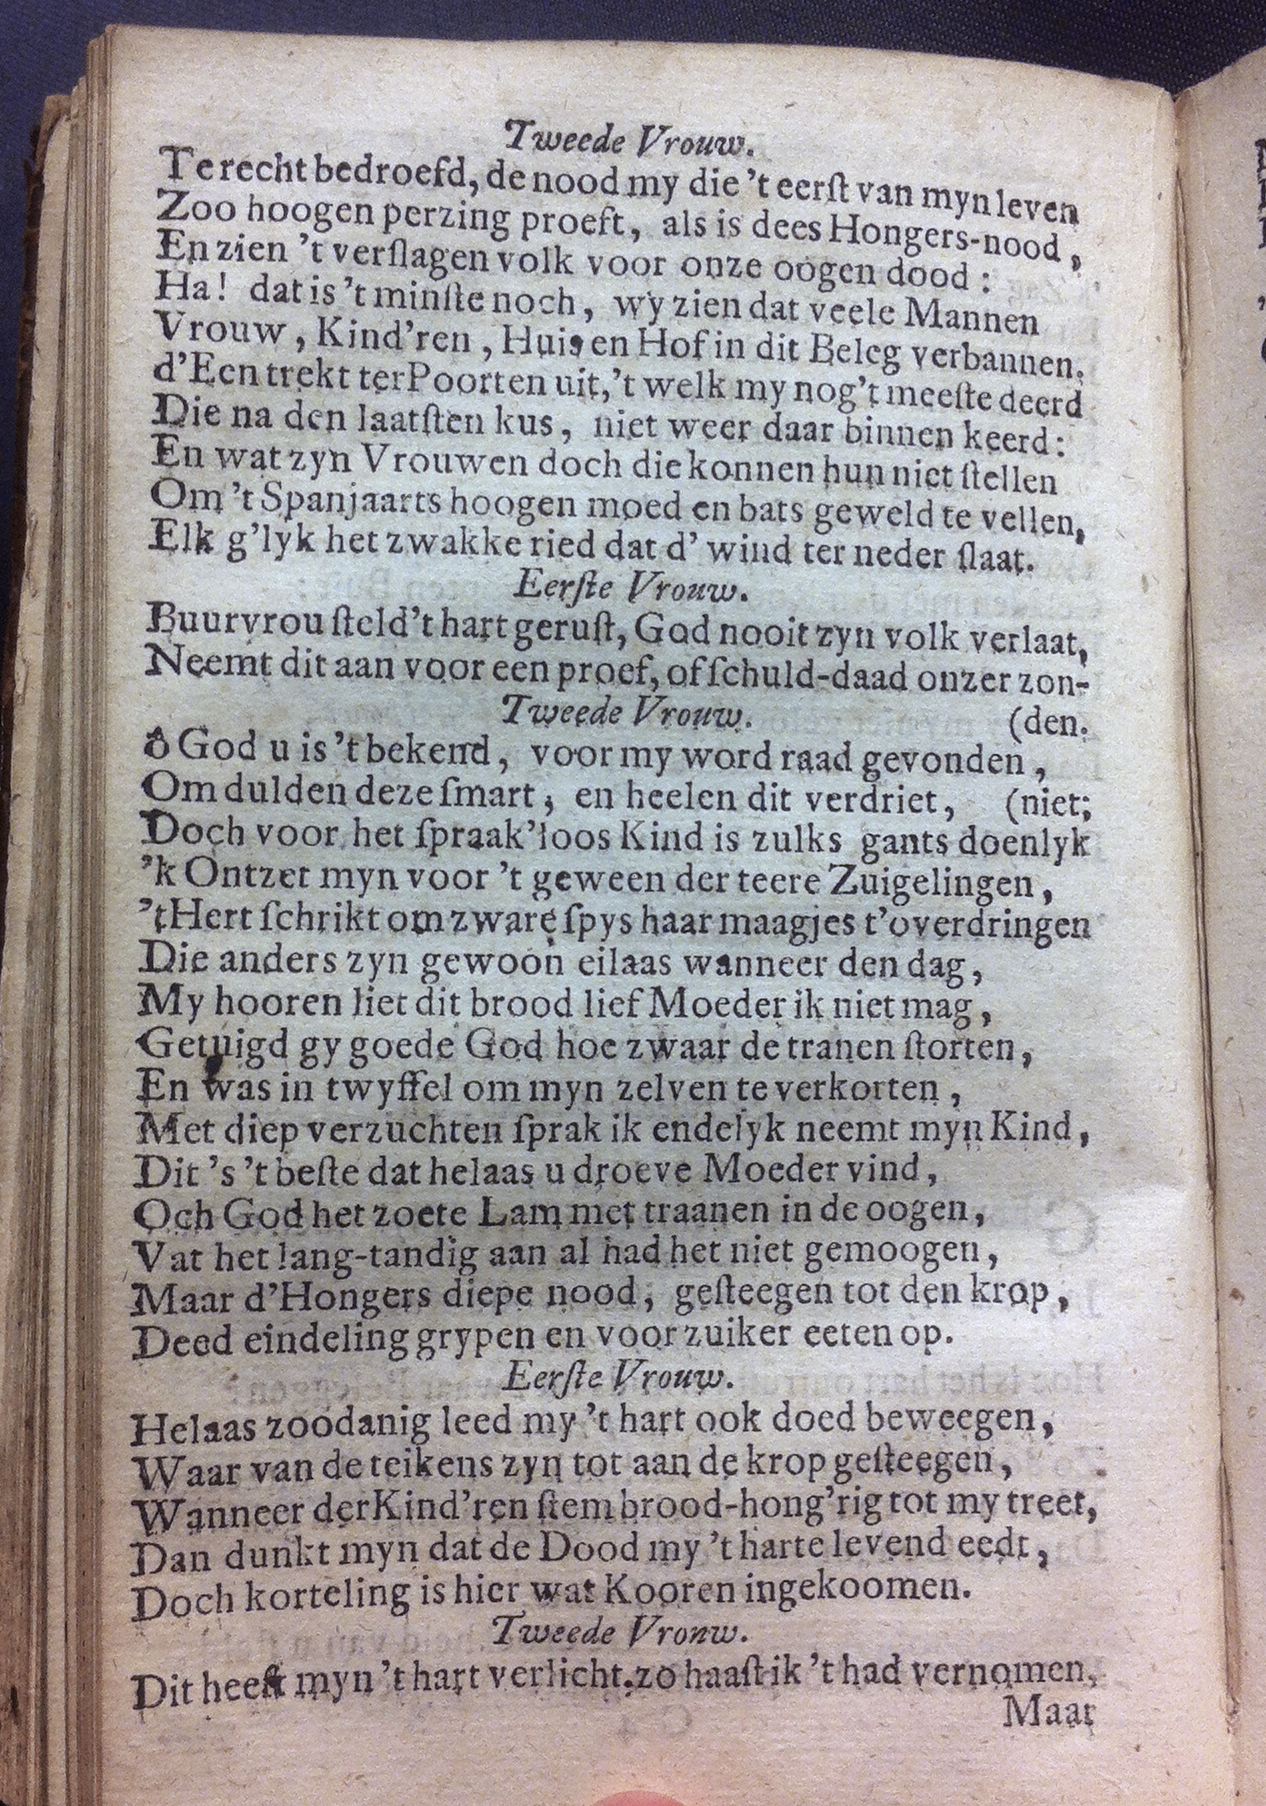 Tweede Vrouw.
Te recht bedroefd, de nood my die 't eerſt van myn leven
Zoo hoogen perzing proeft, als is dees Hongers-nood,
En zien 't verſlagen volk voor onze oogen dood:
Ha! dat is 't minſte noch, wy zien dat veele Mannen
Vrouw, Kind'ren, Huis en Hof in dit Beleg verbannen.
d'Een trekt ter Poorten uit, 't welk my nog 't meeſte deerd
Die na den laatſten kus, niet weer daar binnen keerd:
En wat zyn Vrouwen doch die konnen hun niet ſtellen
Om 't Spanjaarts hoogen moed en bats geweld te vellen,
Elk g'lyk het zwakke ried dat d' wind ter neder ſlaat.
Eerſte Vrouw.
Buurvrou ſteld 't hart geruſt, God nooit zyn volk verlaat,
Neemt dit aan voor een proef, of ſchuld-daad onzer zon-
Tweede Vrouw. (den.
ô God u is 't bekend, voor my word raad gevonden,
Om dulden deze ſmart, en heelen dit verdriet, (niet;
Doch voor het ſpraak'loos Kind is zulks gants doenlyk
'k Ontzet myn voor 't geween der teere Zuigelingen,
't Hert ſchrikt om zware ſpys haar maagjes t'overdringen
Die anders zyn gewoon eilaas wanneer den dag,
My hooren liet dit brood lief Moeder ik niet mag,
Getuigd gy goede God hoe zwaar de tranen ſtorten,
En was in twyffel om myn zelven te verkorten,
Met diep verzuchten ſprak ik endelyk neemt myn Kind,
Dit 's 't beſte dat helaas u droeve Moeder vind,
Och God het zoete Lam met traanen in de oogen,
Vat het lang-tandig aan al had het niet gemoogen,
Maar d'Hongers diepe nood, geſteegen tot den krop,
Deed eindeling grypen en voor zuiker eeten op.
Eerſte Vrouw.
Helaas zoodanig leed my 't hart ook doed beweegen,
Waar van de teikens zyn tot aan de krop geſteegen,
Wanneer der Kind'ren ſtem brood-hong'rig tot my treet,
Dan dunkt myn dat de Dood my 't harte levend eedt,
Doch korteling is hier wat Kooren ingekoomen.
Tweede Vronw.
Dit heeft myn 't hart verlicht. zo haaſt ik 't had vernomen,
Maar